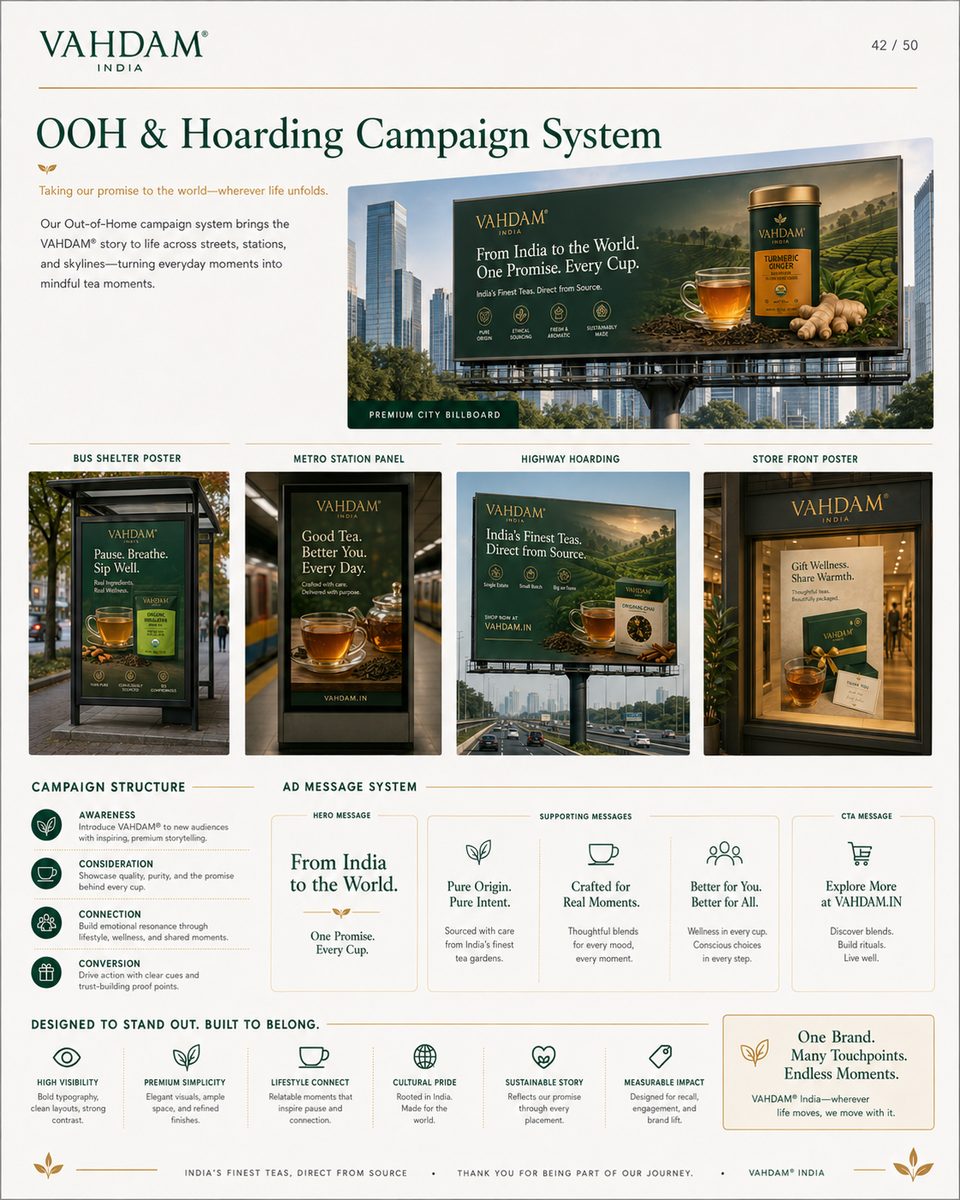 VAHDAM®
INDIA
42 / 50
OOH & Hoarding Campaign System
Taking our promise to the world—wherever life unfolds.
Our Out-of-Home campaign system brings the
VAHDAM® story to life across streets, stations,
and skylines—turning everyday moments into
mindful tea moments.
VAHDAM®
INDIA
From India to the World.
One Promise. Every Cup.
India's Finest Teas. Direct from Source.
PURE
ORIGIN
ETHICAL
SOURCING
FRESH &
AROMATIC
SUSTAINABLY
MADE
VAHDAM®
INDIA
TURMERIC
GINGER
PREMIUM CITY BILLBOARD
BUS SHELTER POSTER
VAHDAM®
INDIA
Pause. Breathe.
Sip Well.
Real Ingredients.
Real Wellness.
VAHDAM
ORGANIC
100% PURE
METRO STATION PANEL
VAHDAM®
INDIA
Good Tea.
Better You.
Every Day.
Crafted with care.
Delivered with purpose.
VAHDAM.IN
HIGHWAY HOARDING
VAHDAM®
INDIA
India's Finest Teas.
Direct from Source.
Single Estate
Small Batch
SHOP NOW AT
VAHDAM.IN
VAHDAM
ORIGINAL CHAI
STORE FRONT POSTER
VAHDAM®
INDIA
Gift Wellness.
Share Warmth.
Thoughtful teas.
Beautifully packaged.
VAHDAM
THANK YOU
CAMPAIGN STRUCTURE
AWARENESS
Introduce VAHDAM® to new audiences
with inspiring, premium storytelling.
CONSIDERATION
Showcase quality, purity, and the promise
behind every cup.
CONNECTION
Build emotional resonance through
lifestyle, wellness, and shared moments.
CONVERSION
Drive action with clear cues and
trust-building proof points.
AD MESSAGE SYSTEM
HERO MESSAGE
From India
to the World.
One Promise.
Every Cup.
SUPPORTING MESSAGES
Pure Origin.
Pure Intent.
Sourced with care
from India's finest
tea gardens.
Crafted for
Real Moments.
Thoughtful blends
for every mood,
every moment.
Better for You.
Better for All.
Wellness in every cup.
Conscious choices
in every step.
CTA MESSAGE
Explore More
at VAHDAM.IN
Discover blends.
Build rituals.
Live well.
DESIGNED TO STAND OUT. BUILT TO BELONG.
HIGH VISIBILITY
Bold typography,
clean layouts, strong
contrast.
PREMIUM SIMPLICITY
Elegant visuals, ample
space, and refined
finishes.
LIFESTYLE CONNECT
Relatable moments that
inspire pause and
connection.
CULTURAL PRIDE
Rooted in India.
Made for the
world.
SUSTAINABLE STORY
Reflects our promise
through every
placement.
MEASURABLE IMPACT
Designed for recall,
engagement, and
brand lift.
One Brand.
Many Touchpoints.
Endless Moments.
VAHDAM® India—wherever
life moves, we move with it.
INDIA'S FINEST TEAS, DIRECT FROM SOURCE • THANK YOU FOR BEING PART OF OUR JOURNEY. • VAHDAM® INDIA